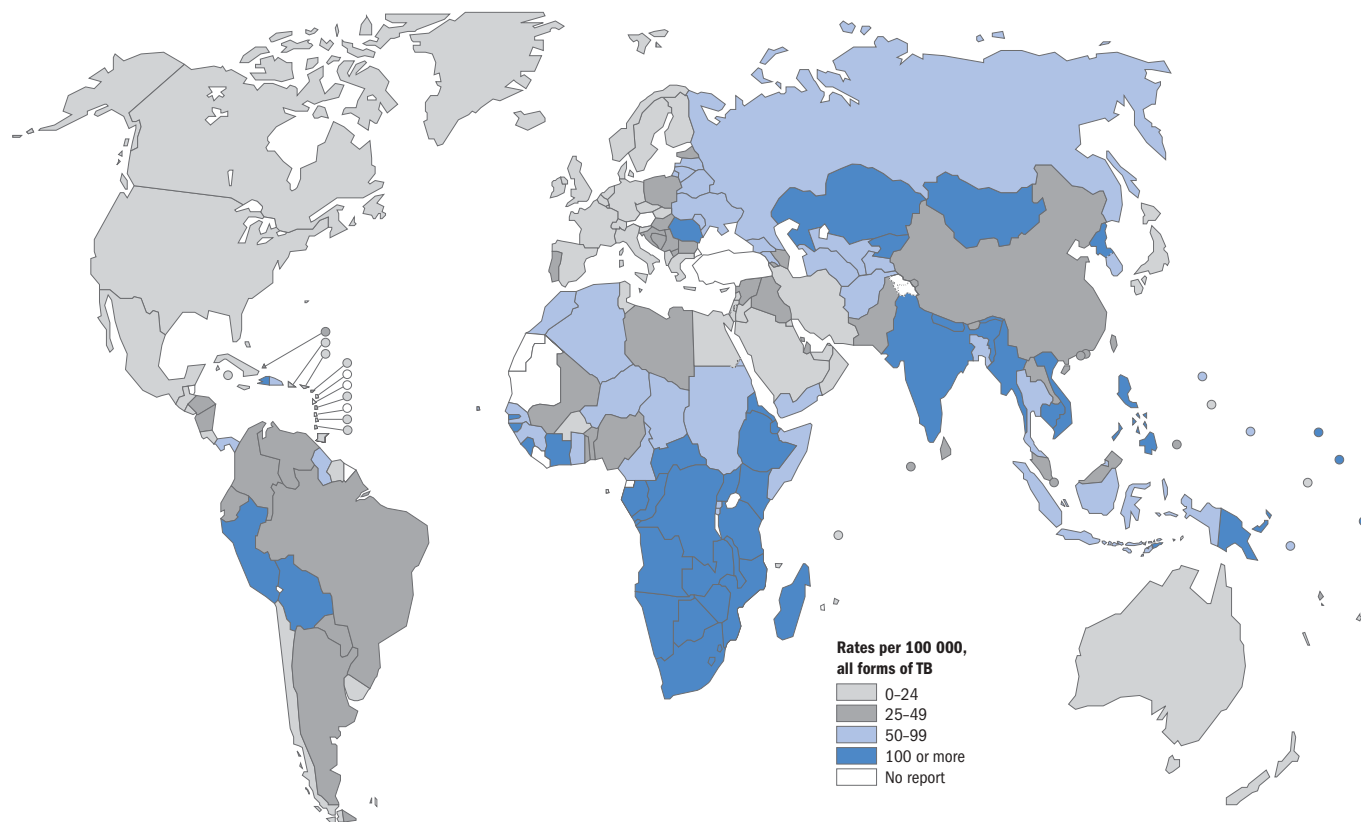 Rates per 100 000,
all forms of TB
0–24
25–49
50–99
100 or more
No report